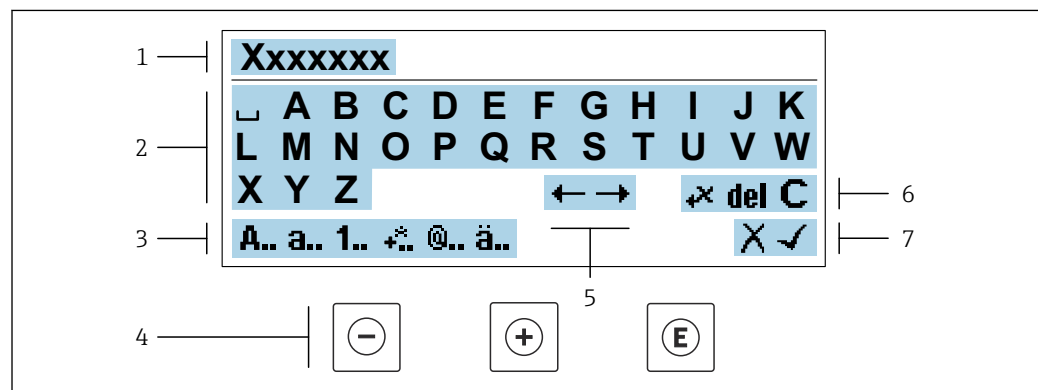 1
Xxxxxxx
2
␣ A B C D E F G H I J K
L M N O P Q R S T U V W
X Y Z ← → +× del C
6
3
A.. a.. 1.. +*.. @.. ä.. X ✓
7
5
4
− + E